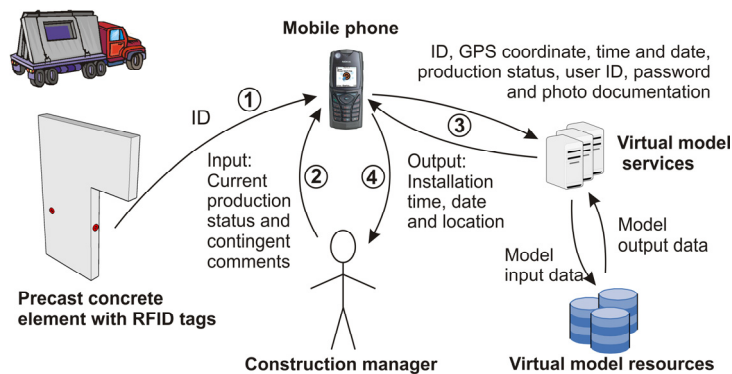 Mobile phone
ID, GPS coordinate, time and date,
production status, user ID, password
and photo documentation
1
ID
3
Virtual model
services
Input:
Current
production
status and
contingent
comments
2
4
Output:
Installation
time, date
and location
Model
output data
Model
input data
Precast concrete
element with RFID tags
Construction manager
Virtual model resources